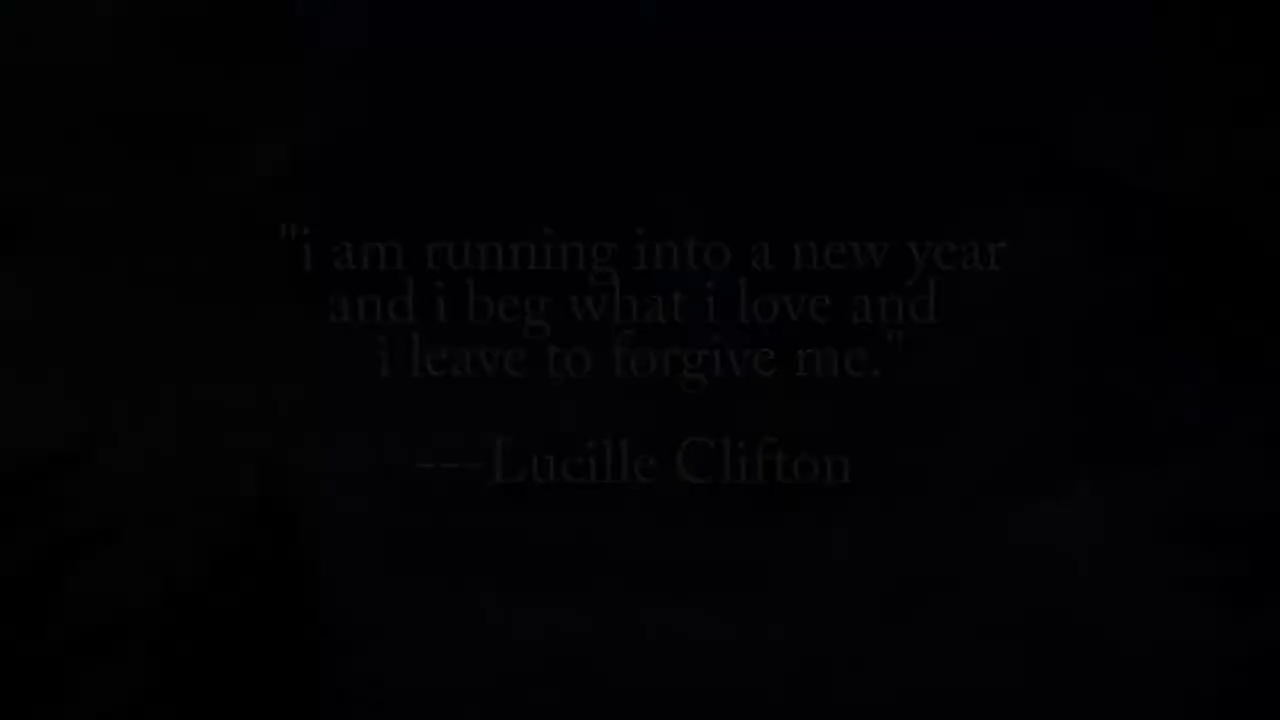 "i am running into a new year
and i beg what i love and
i leave to forgive me."
---Lucille Clifton